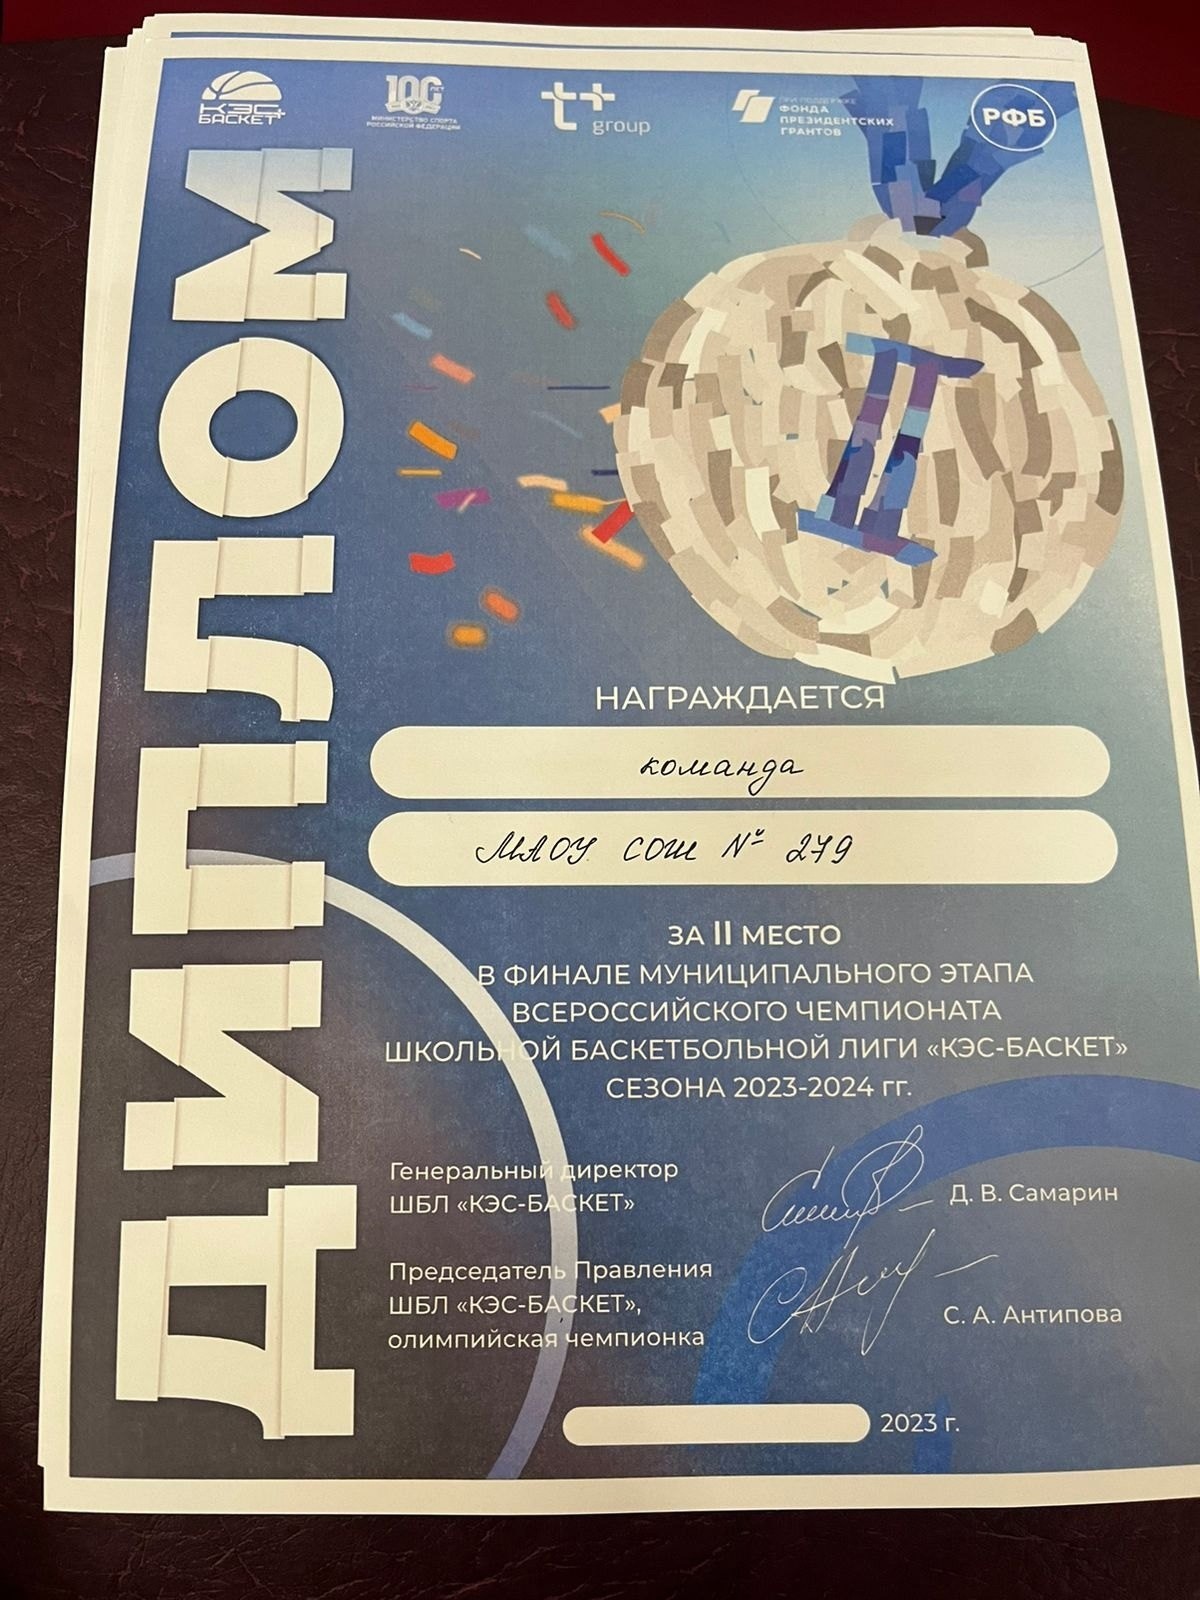 КЭС
БАСКЕТ
100 ЛЕТ
МИНИСТЕРСТВО СПОРТА
РОССИЙСКОЙ ФЕДЕРАЦИИ
t+
group
ПРИ ПОДДЕРЖКЕ
ФОНДА
ПРЕЗИДЕНТСКИХ
ГРАНТОВ
РФБ
ДИПЛОМ
II
НАГРАЖДАЕТСЯ
команда
МАОУ СОШ № 279
ЗА II МЕСТО
В ФИНАЛЕ МУНИЦИПАЛЬНОГО ЭТАПА
ВСЕРОССИЙСКОГО ЧЕМПИОНАТА
ШКОЛЬНОЙ БАСКЕТБОЛЬНОЙ ЛИГИ «КЭС-БАСКЕТ»
СЕЗОНА 2023-2024 гг.
Генеральный директор
ШБЛ «КЭС-БАСКЕТ»
Д. В. Самарин
Председатель Правления
ШБЛ «КЭС-БАСКЕТ»,
олимпийская чемпионка
С. А. Антипова
2023 г.